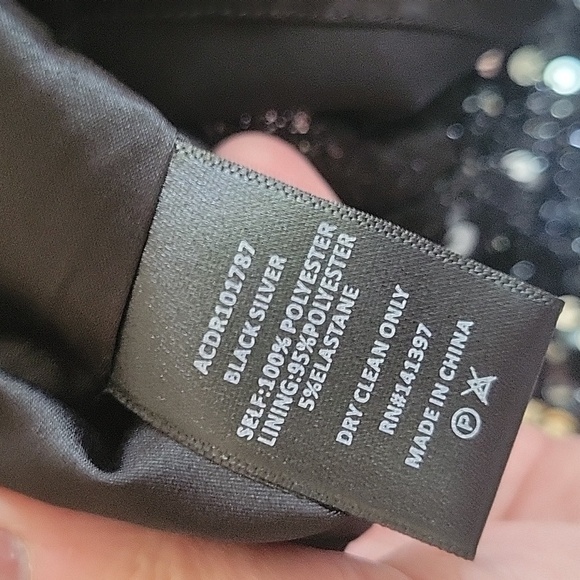 ACDR101787
BLACK SILVER
SELF:100% POLYESTER
LINING:95%POLYESTER
5%ELASTANE
DRY CLEAN ONLY
RN#141397
MADE IN CHINA
P